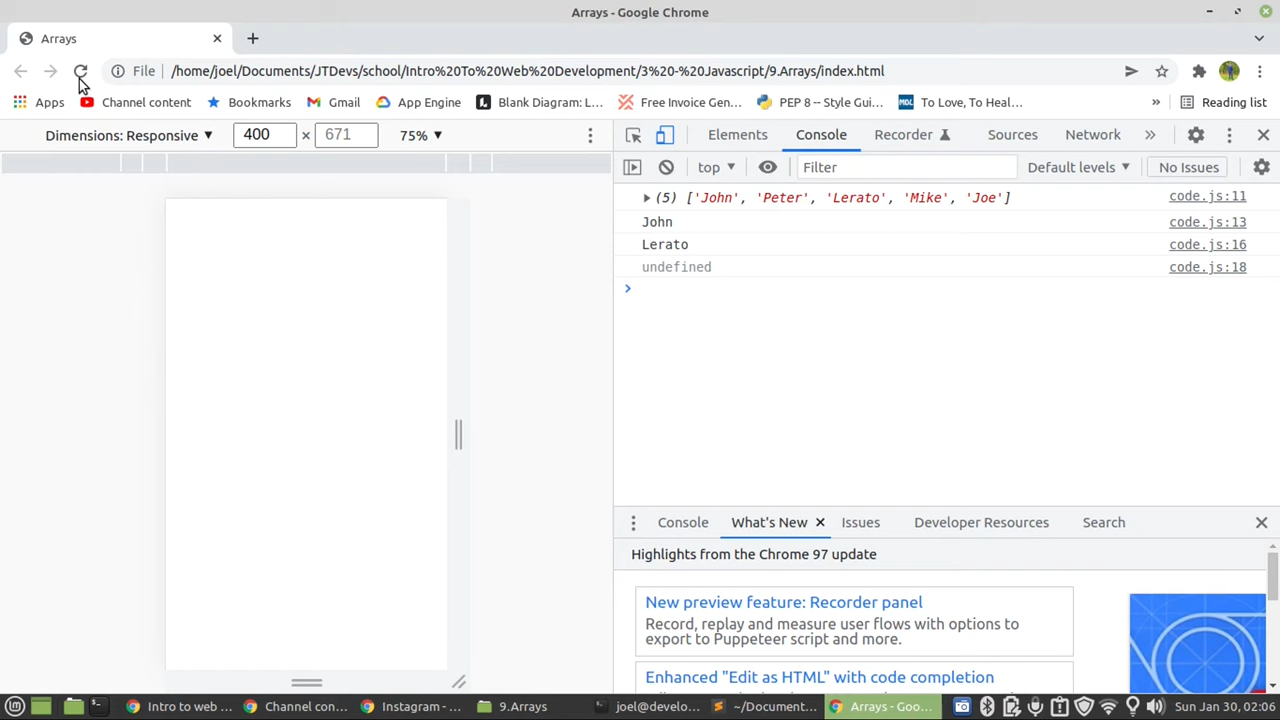 Arrays - Google Chrome
Arrays
File /home/joel/Documents/JTDevs/school/Intro%20To%20Web%20Development/3%20-%20Javascript/9.Arrays/index.html
Apps Channel content Bookmarks Gmail App Engine Blank Diagram: L... Free Invoice Gen... PEP 8 -- Style Gui... To Love, To Heal... » Reading list
Dimensions: Responsive 400 × 671 75%
Elements Console Recorder Sources Network »
top Filter Default levels No Issues
(5) ['John', 'Peter', 'Lerato', 'Mike', 'Joe'] code.js:11
John code.js:13
Lerato code.js:16
undefined code.js:18
Console What's New Issues Developer Resources Search
Highlights from the Chrome 97 update
New preview feature: Recorder panel
Record, replay and measure user flows with options to
export to Puppeteer script and more.
Enhanced "Edit as HTML" with code completion
Intro to web ... Channel con... Instagram - ... 9.Arrays joel@develo... ~/Document... Arrays - Goo... Sun Jan 30, 02:06